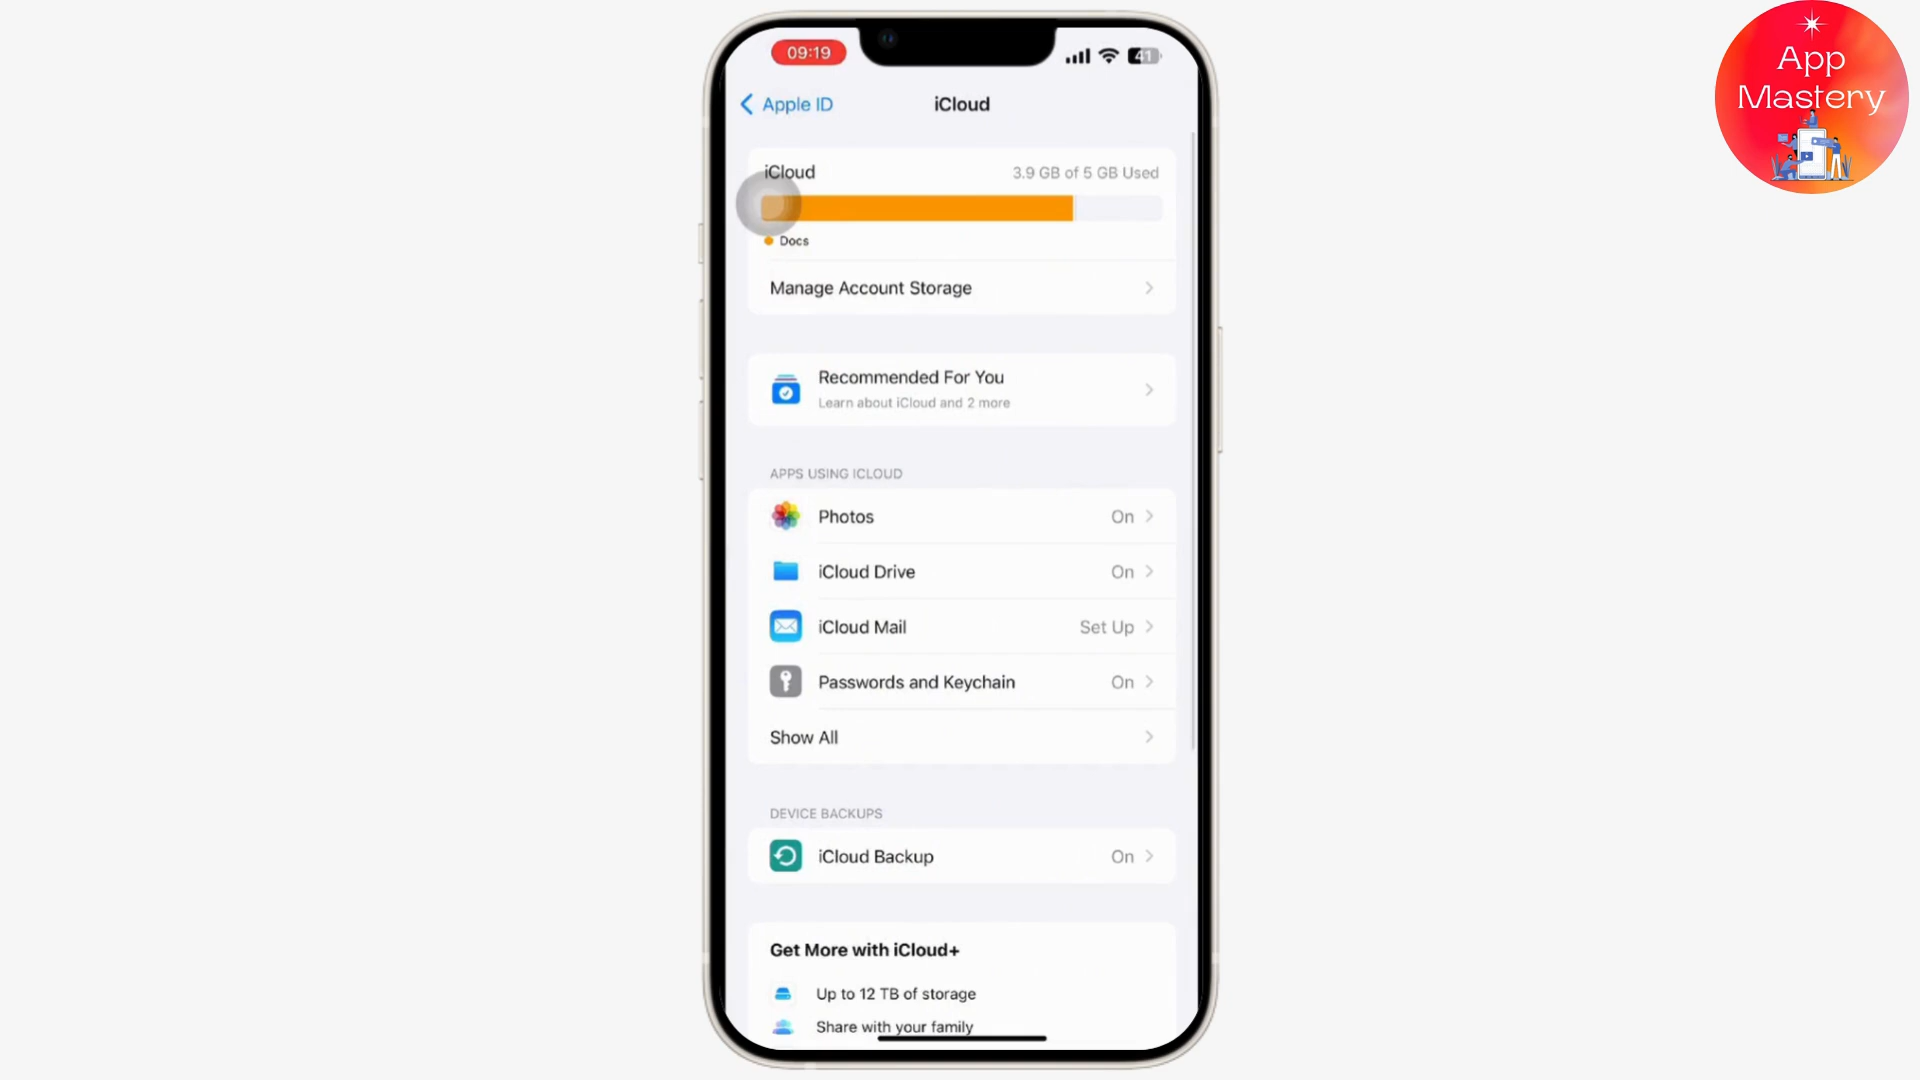 09:19
41
Apple ID
iCloud
iCloud
3.9 GB of 5 GB Used
Docs
Manage Account Storage
Recommended For You
Learn about iCloud and 2 more
APPS USING ICLOUD
Photos
On
iCloud Drive
On
iCloud Mail
Set Up
Passwords and Keychain
On
Show All
DEVICE BACKUPS
iCloud Backup
On
Get More with iCloud+
Up to 12 TB of storage
Share with your family
App
Mastery